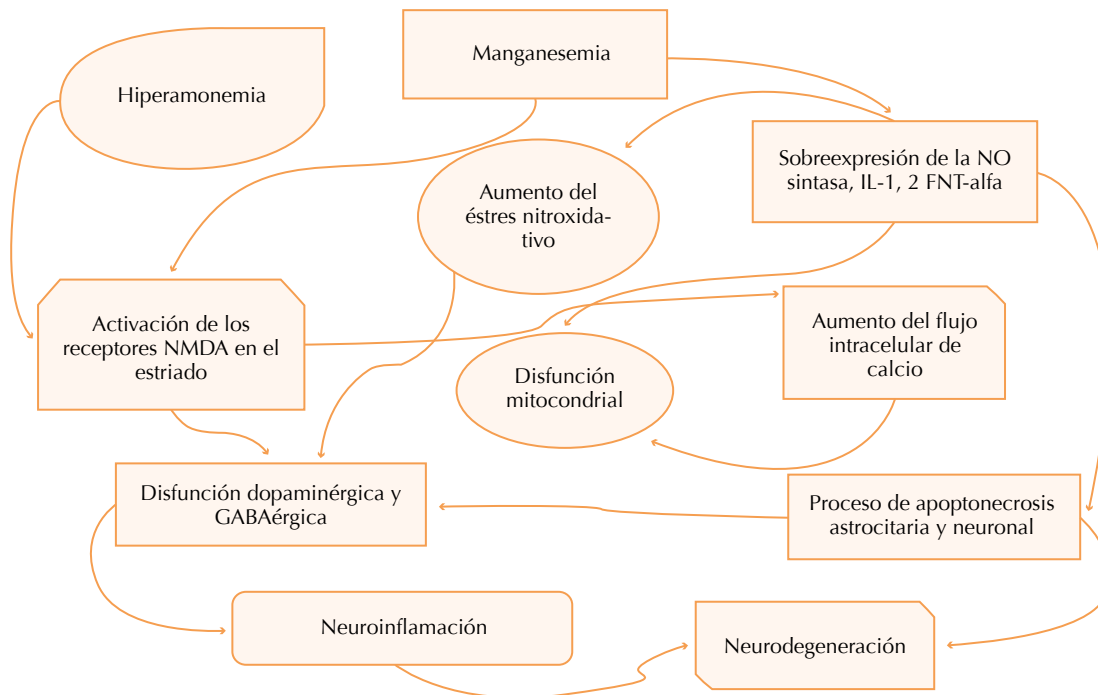 Manganesemia
Hiperamonemia
Sobreexpresión de la NO
sintasa, IL-1, 2 FNT-alfa
Aumento del
éstres nitroxida-
tivo
Activación de los
receptores NMDA en el
estriado
Aumento del flujo
intracelular de
calcio
Disfunción
mitocondrial
Disfunción dopaminérgica y
GABAérgica
Proceso de apoptonecrosis
astrocitaria y neuronal
Neuroinflamación
Neurodegeneración